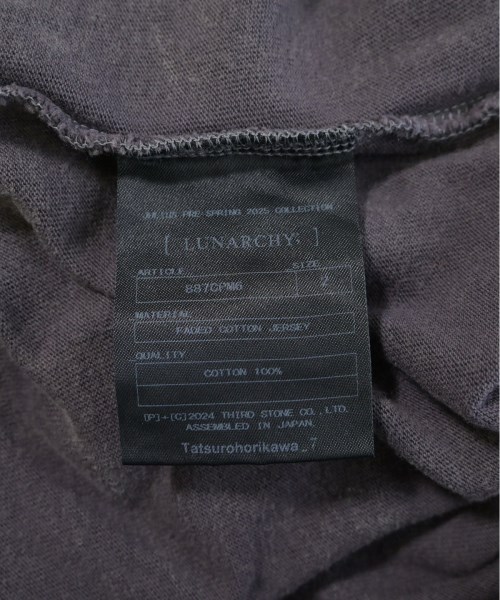 JULIUS PRE-SPRING 2025 COLLECTION
[ LUNARCHY; ]
ARTICLE SIZE
887CPM6 2
MATERIAL
FADED COTTON JERSEY
QUALITY
COTTON 100%
[P]+[C]2024 THIRD STONE CO.,LTD.
ASSEMBLED IN JAPAN.
Tatsurohorikawa_7